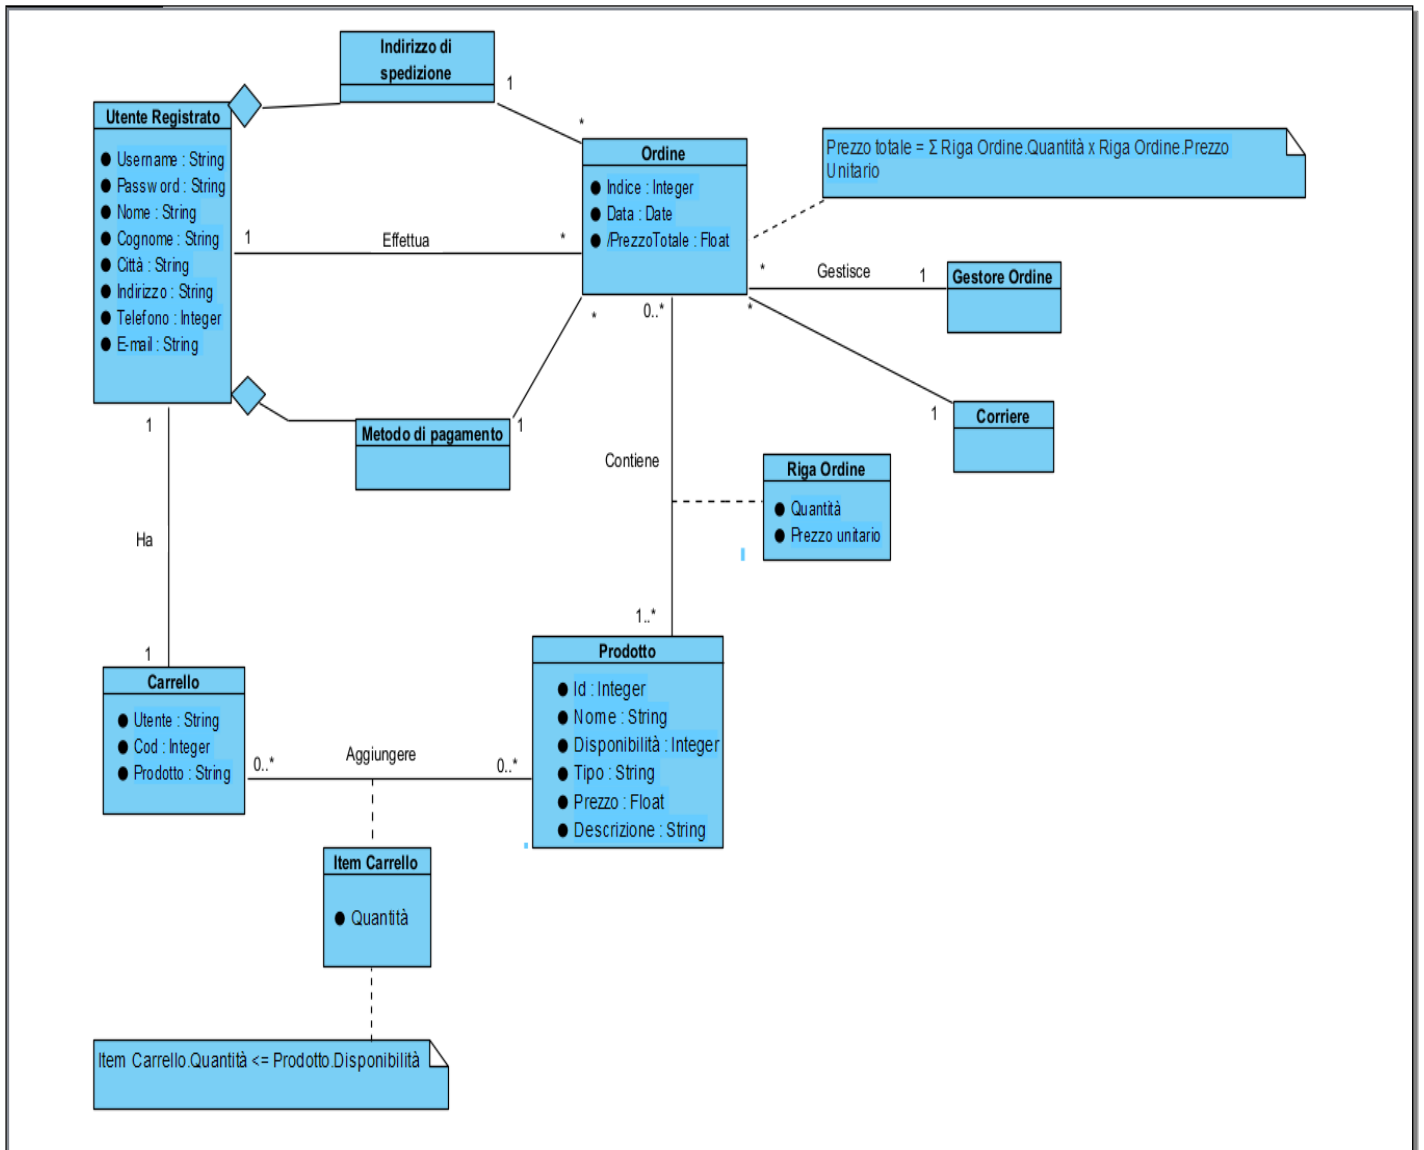 Indirizzo di
spedizione
1
*
Utente Registrato
Username : String
Password : String
Nome : String
Cognome : String
Città : String
Indirizzo : String
Telefono : Integer
E-mail : String
Ordine
Indice : Integer
Data : Date
/PrezzoTotale : Float
Prezzo totale = Σ Riga Ordine.Quantità x Riga Ordine.Prezzo
Unitario
1
Effettua
*
*
Gestisce
1
Gestore Ordine
*
0..*
*
1
Corriere
1
Metodo di pagamento
1
Contiene
Riga Ordine
Quantità
Prezzo unitario
Ha
1..*
1
Carrello
Utente : String
Cod : Integer
Prodotto : String
0..*
Aggiungere
0..*
Prodotto
Id : Integer
Nome : String
Disponibilità : Integer
Tipo : String
Prezzo : Float
Descrizione : String
Item Carrello
Quantità
Item Carrello.Quantità <= Prodotto.Disponibilità